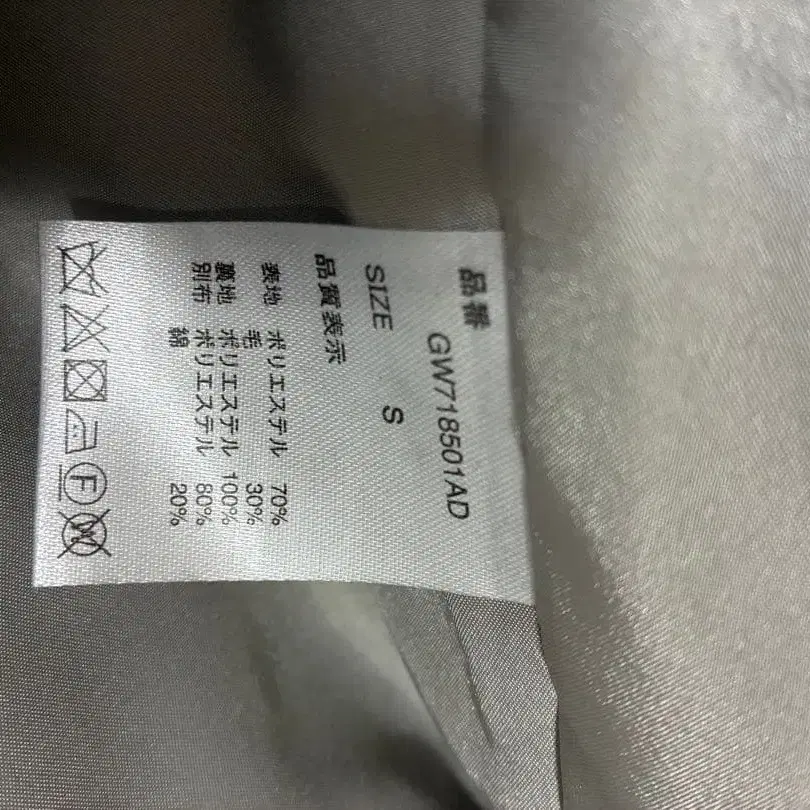 品番
GW718501AD
SIZE S
品質表示
表地 ポリエステル 70%
毛 30%
裏地 ポリエステル 100%
別布 ポリエステル 80%
綿 20%
F
W